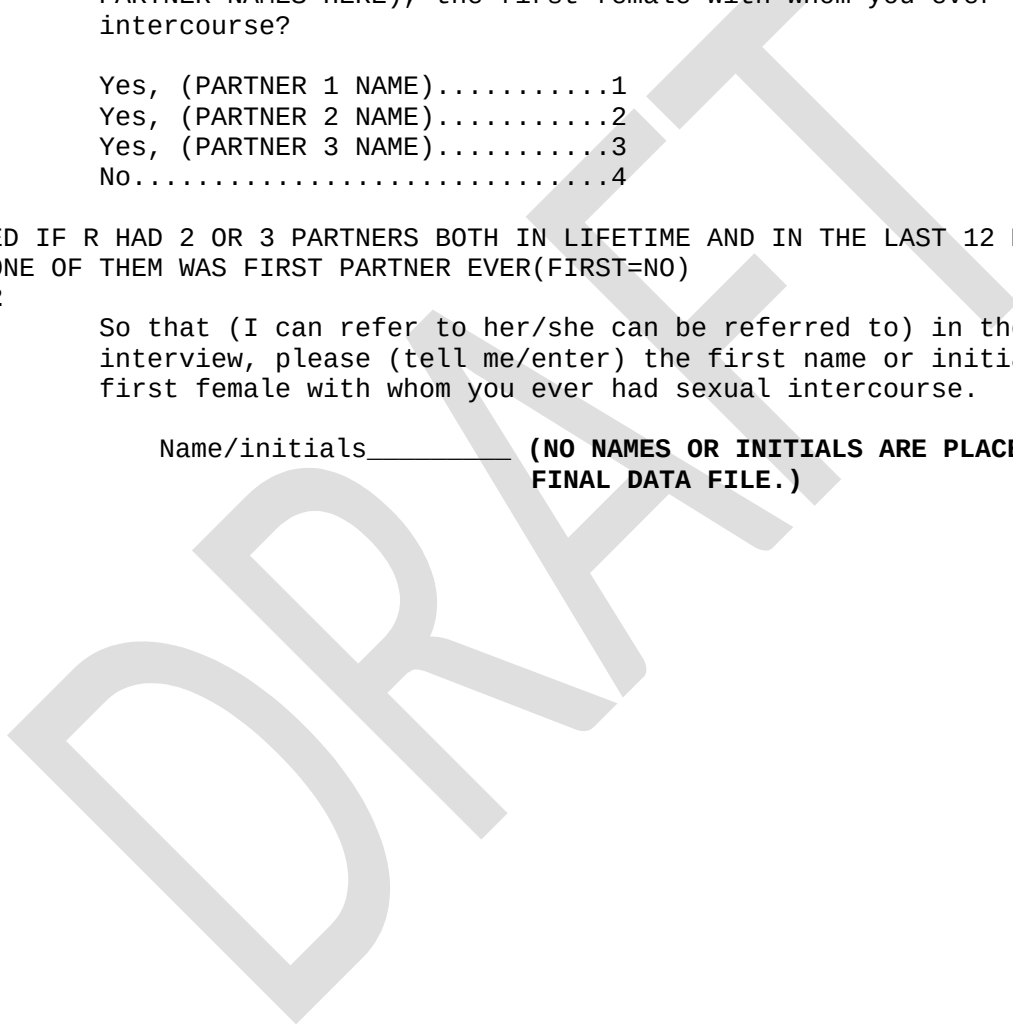 PARTNER NAMES HERE), the first female with whom you ever
intercourse?
Yes, (PARTNER 1 NAME)...........1
Yes, (PARTNER 2 NAME)...........2
Yes, (PARTNER 3 NAME)...........3
No..............................4
ED IF R HAD 2 OR 3 PARTNERS BOTH IN LIFETIME AND IN THE LAST 12
ONE OF THEM WAS FIRST PARTNER EVER(FIRST=NO)
2
So that (I can refer to her/she can be referred to) in the
interview, please (tell me/enter) the first name or initia
first female with whom you ever had sexual intercourse.
Name/initials_________ (NO NAMES OR INITIALS ARE PLACE
FINAL DATA FILE.)
DRAFT